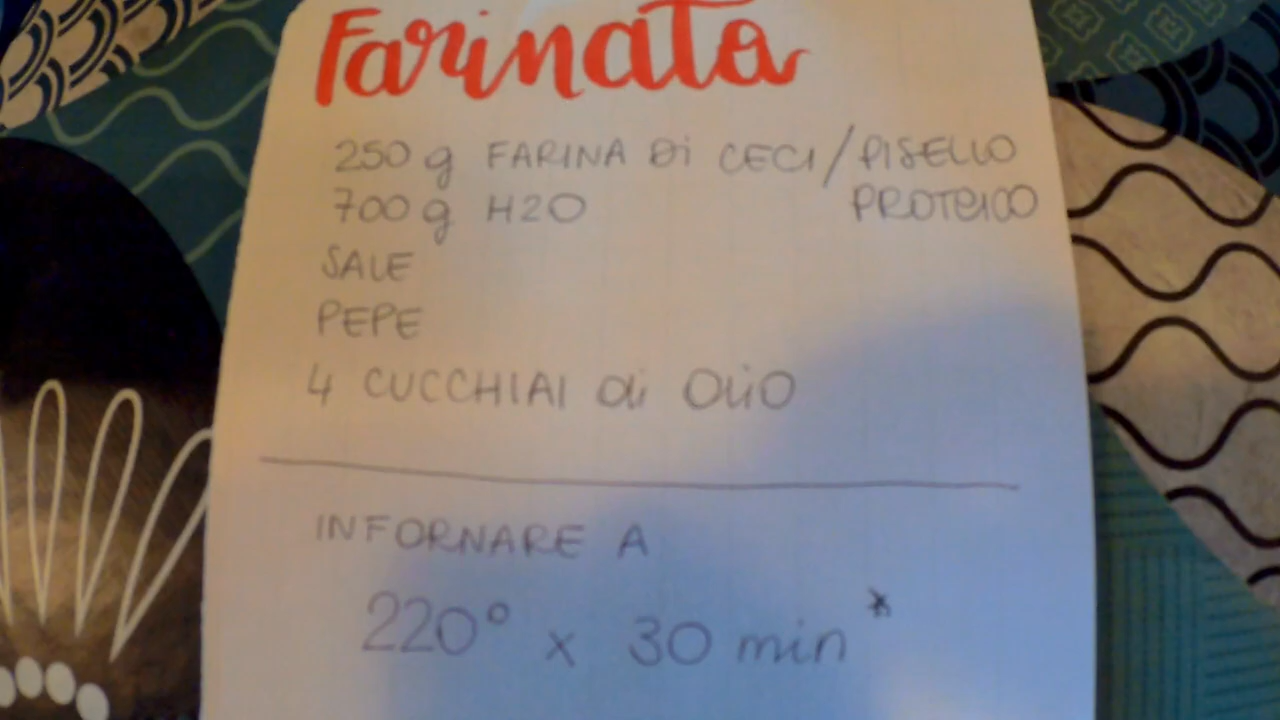 Farinata
250 g FARINA Di CECI/PISELLO
700 g H2O PROTEICO
SALE
PEPE
4 CUCCHIAI di OliO
INFORNARE A
220° x 30 min*